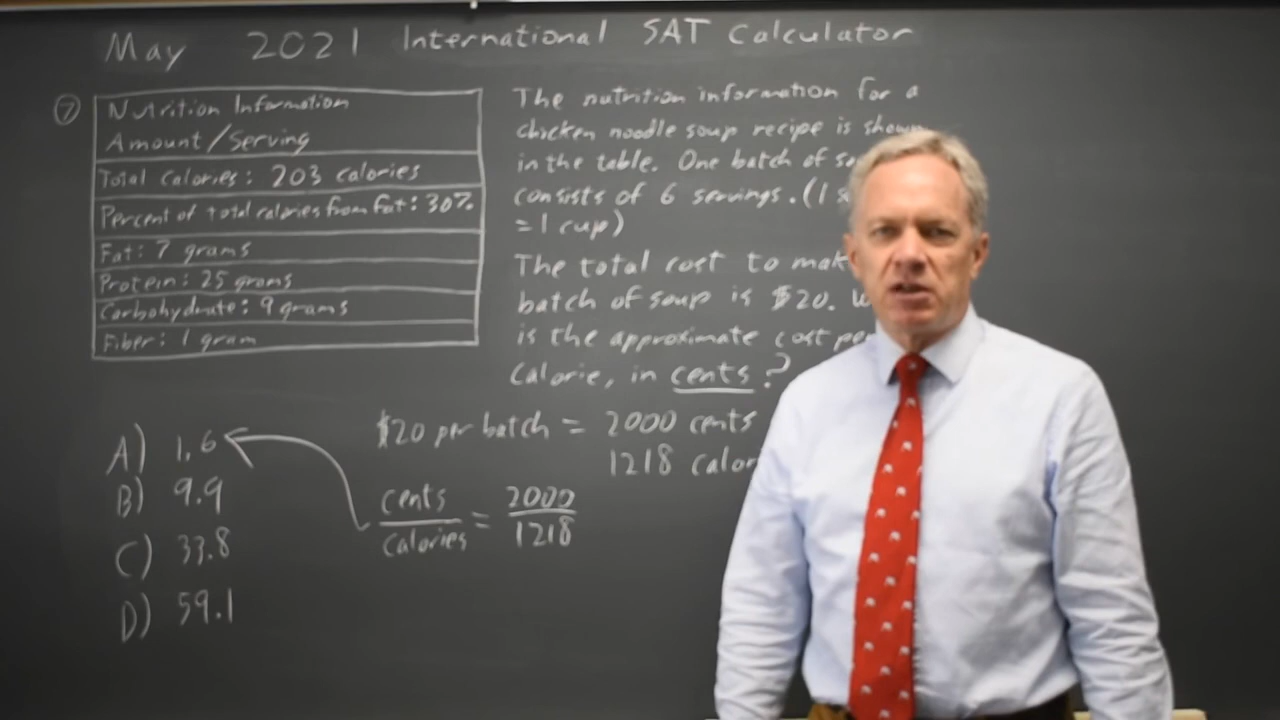 May 2021 International SAT Calculator
7
Nutrition Information
Amount/Serving
Total Calories: 203 calories
Percent of total calories from fat: 30%
Fat: 7 grams
Protein: 25 grams
Carbohydrate: 9 grams
Fiber: 1 gram
The nutrition information for a
chicken noodle soup recipe is shown
in the table. One batch of so
consists of 6 servings. (1 s
= 1 cup)
The total cost to mak
batch of soup is $20. W
is the approximate cost pe
Calorie, in cents?
$20 per batch = 2000 cents
1218 calor
cents
calories
=
2000
1218
A) 1.6
B) 9.9
C) 33.8
D) 59.1